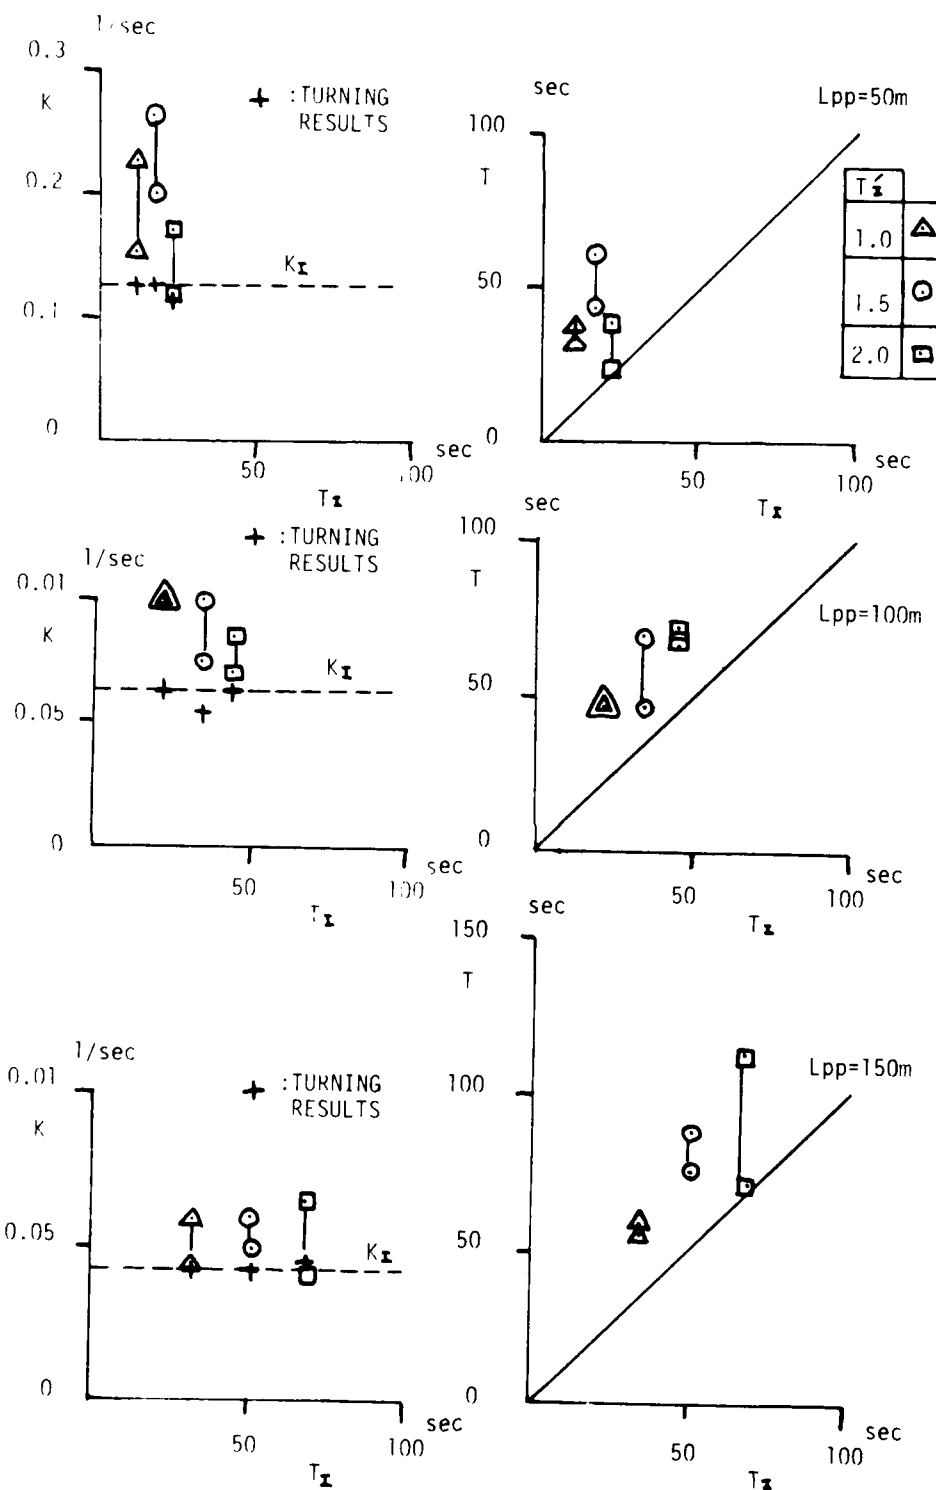 1/sec
0.3
K
0.2
0.1
0
+ :TURNING
RESULTS
KI
50
100
sec
TI
sec
100
T
50
0
Lpp=50m
50
100
sec
TI
T´I
1.0
1.5
2.0
1/sec
0.01
K
0.05
0
+ :TURNING
RESULTS
KI
50
100
sec
TI
sec
100
T
50
0
Lpp=100m
50
100
TI
1/sec
0.01
K
0.05
0
+ :TURNING
RESULTS
KI
50
100
sec
TI
sec
150
T
100
50
0
Lpp=150m
50
100
sec
TI